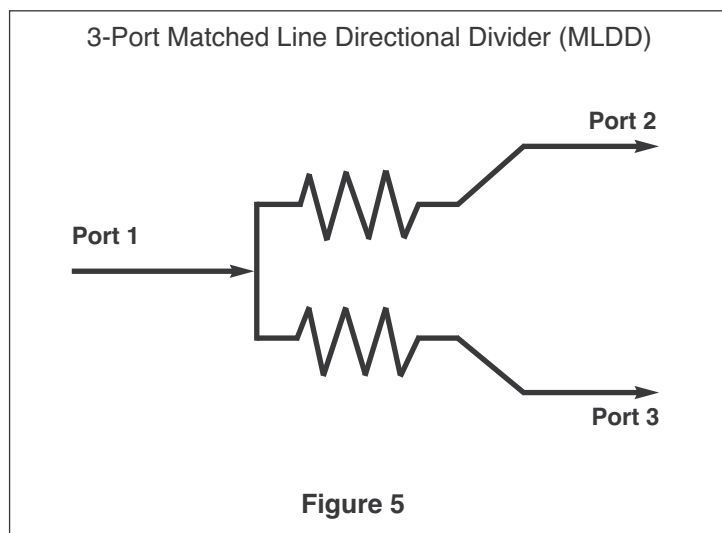 3-Port Matched Line Directional Divider (MLDD)
Port 2
Port 1
Port 3
Figure 5